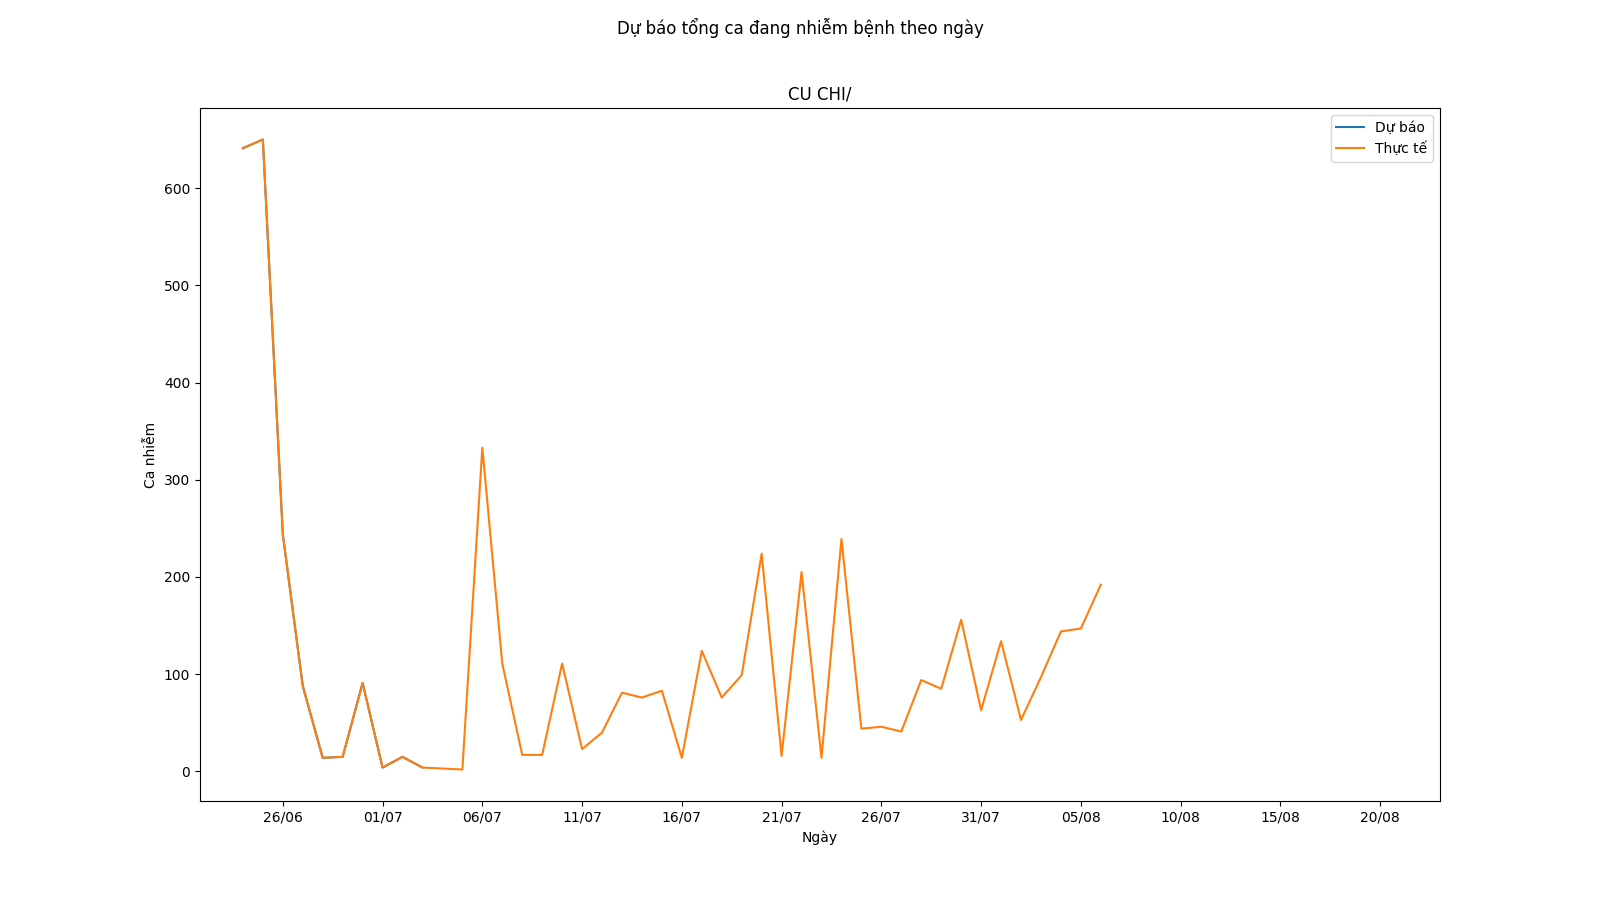 Dự báo tổng ca đang nhiễm bệnh theo ngày
CU CHI/
Dự báo
Thực tế
600
500
400
300
200
100
0
Ca nhiễm
26/06 01/07 06/07 11/07 16/07 21/07 26/07 31/07 05/08 10/08 15/08 20/08
Ngày